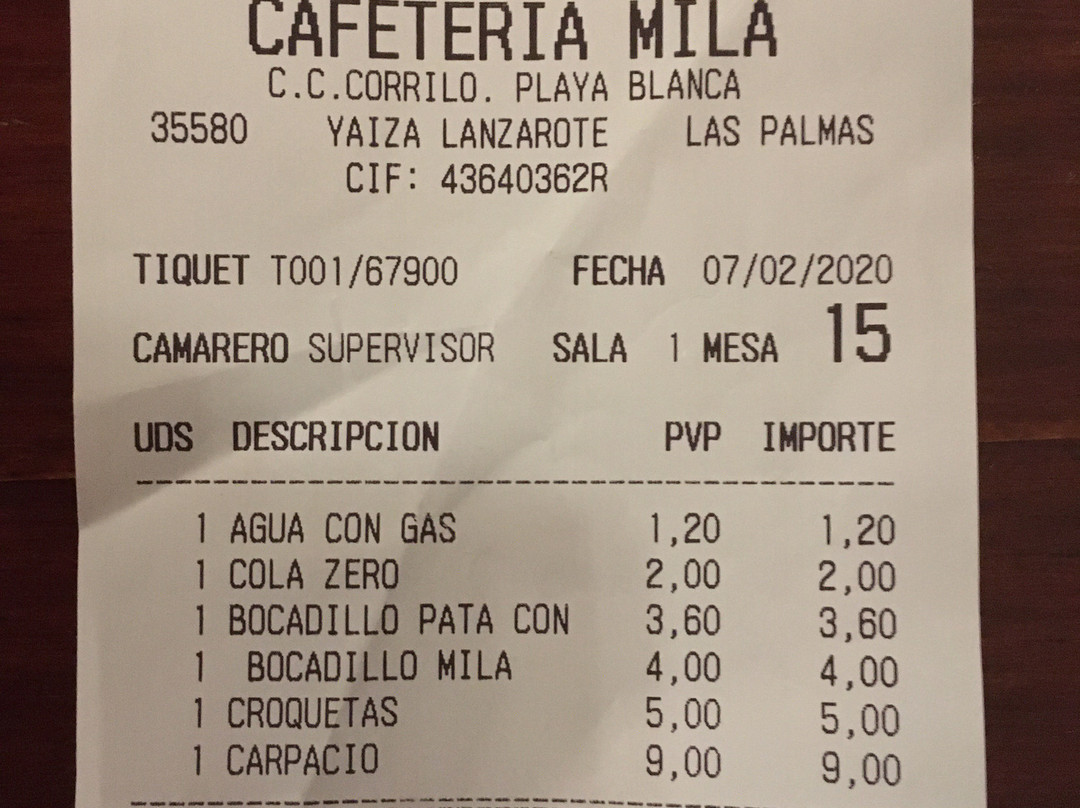 CAFETERIA MILA
C.C.CORRILO. PLAYA BLANCA
35580 YAIZA LANZAROTE LAS PALMAS
CIF: 43640362R
TIQUET T001/67900 FECHA 07/02/2020
CAMARERO SUPERVISOR SALA 1 MESA 15
UDS DESCRIPCION PVP IMPORTE
1 AGUA CON GAS 1,20 1,20
1 COLA ZERO 2,00 2,00
1 BOCADILLO PATA CON 3,60 3,60
1 BOCADILLO MILA 4,00 4,00
1 CROQUETAS 5,00 5,00
1 CARPACIO 9,00 9,00